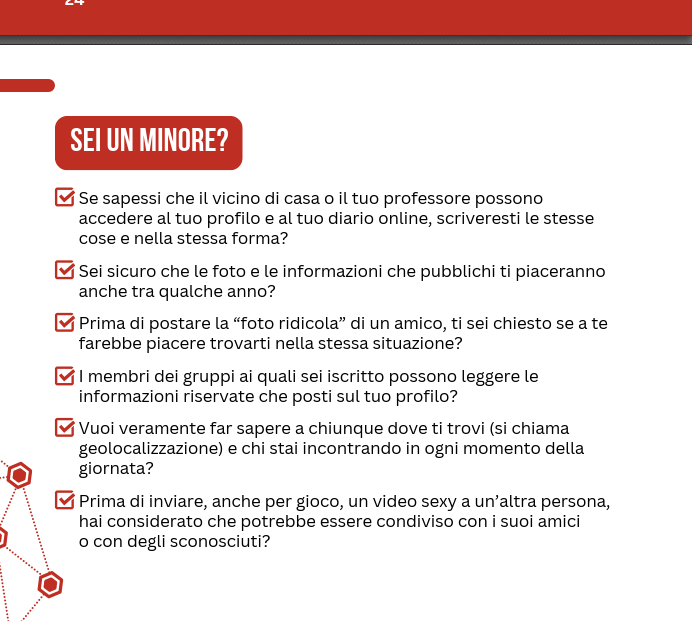 24
SEI UN MINORE?
Se sapessi che il vicino di casa o il tuo professore possono
accedere al tuo profilo e al tuo diario online, scriveresti le stesse
cose e nella stessa forma?
Sei sicuro che le foto e le informazioni che pubblichi ti piaceranno
anche tra qualche anno?
Prima di postare la “foto ridicola” di un amico, ti sei chiesto se a te
farebbe piacere trovarti nella stessa situazione?
I membri dei gruppi ai quali sei iscritto possono leggere le
informazioni riservate che posti sul tuo profilo?
Vuoi veramente far sapere a chiunque dove ti trovi (si chiama
geolocalizzazione) e chi stai incontrando in ogni momento della
giornata?
Prima di inviare, anche per gioco, un video sexy a un’altra persona,
hai considerato che potrebbe essere condiviso con i suoi amici
o con degli sconosciuti?